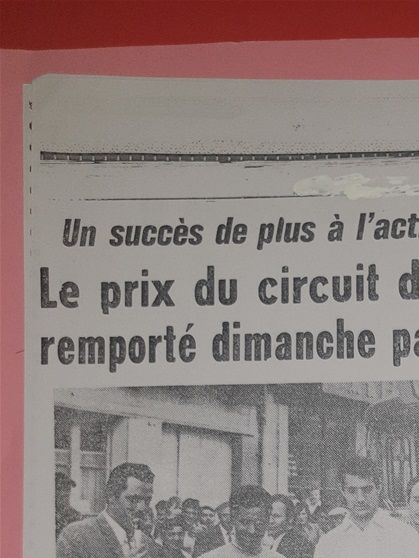 Un succès de plus à l'act
Le prix du circuit d
remporté dimanche pa